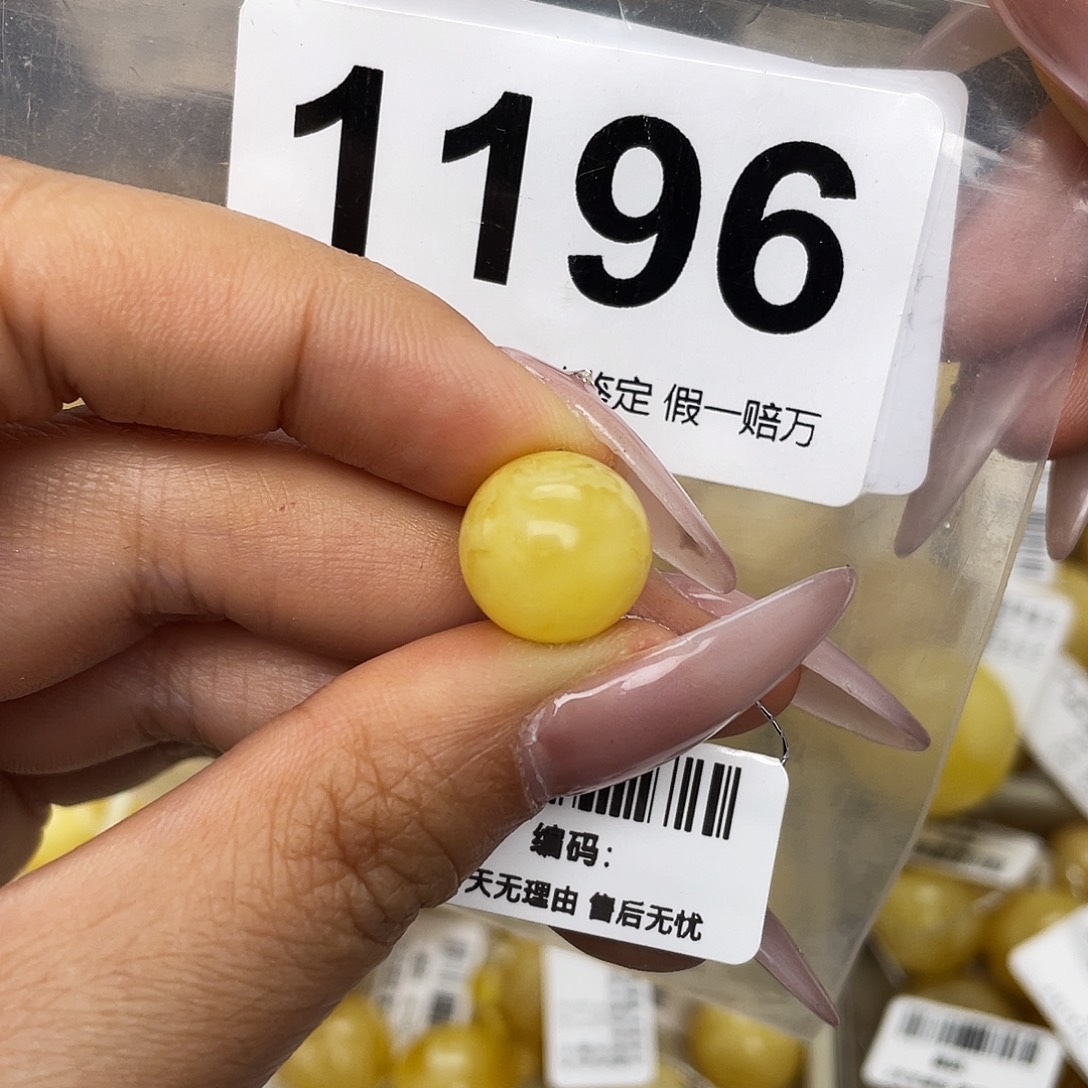 1196
鉴定 假一赔万
编码：
天无理由 售后无忧